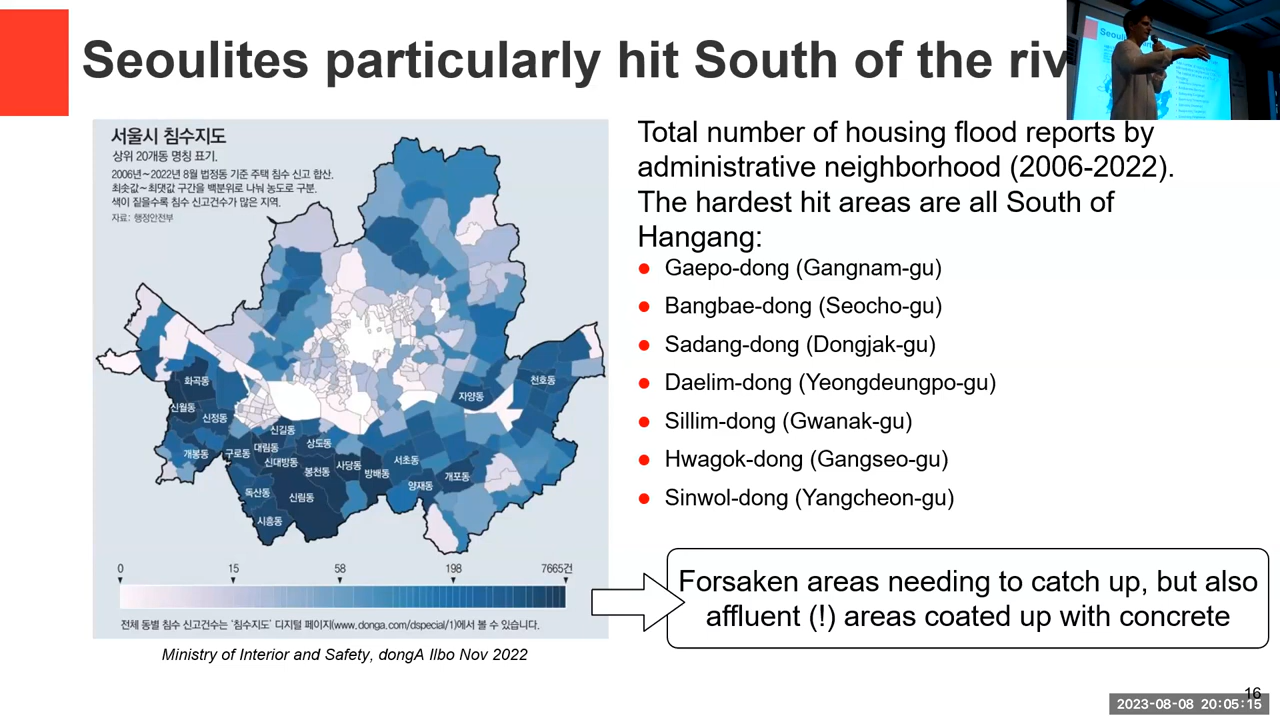 Seoulites particularly hit South of the riv
서울시 침수지도
상위 20개동 명칭 표기.
2006년~2022년 8월 법정동 기준 주택 침수 신고 합산.
최솟값~최댓값 구간을 백분위로 나눠 농도로 구분.
색이 짙을수록 침수 신고건수가 많은 지역.
자료: 행정안전부
화곡동
신월동
신정동
개봉동
구로동
신길동
대림동
신대방동
상도동
봉천동
사당동
방배동
서초동
양재동
개포동
자양동
천호동
독산동
신림동
시흥동
0 15 58 198 7665건
전체 동별 침수 신고건수는 '침수지도' 디지털 페이지(www.donga.com/dspecial/1)에서 볼 수 있습니다.
Ministry of Interior and Safety, dongA Ilbo Nov 2022
Total number of housing flood reports by
administrative neighborhood (2006-2022).
The hardest hit areas are all South of
Hangang:
● Gaepo-dong (Gangnam-gu)
● Bangbae-dong (Seocho-gu)
● Sadang-dong (Dongjak-gu)
● Daelim-dong (Yeongdeungpo-gu)
● Sillim-dong (Gwanak-gu)
● Hwagok-dong (Gangseo-gu)
● Sinwol-dong (Yangcheon-gu)
Forsaken areas needing to catch up, but also
affluent (!) areas coated up with concrete
16
2023-08-08 20:05:15